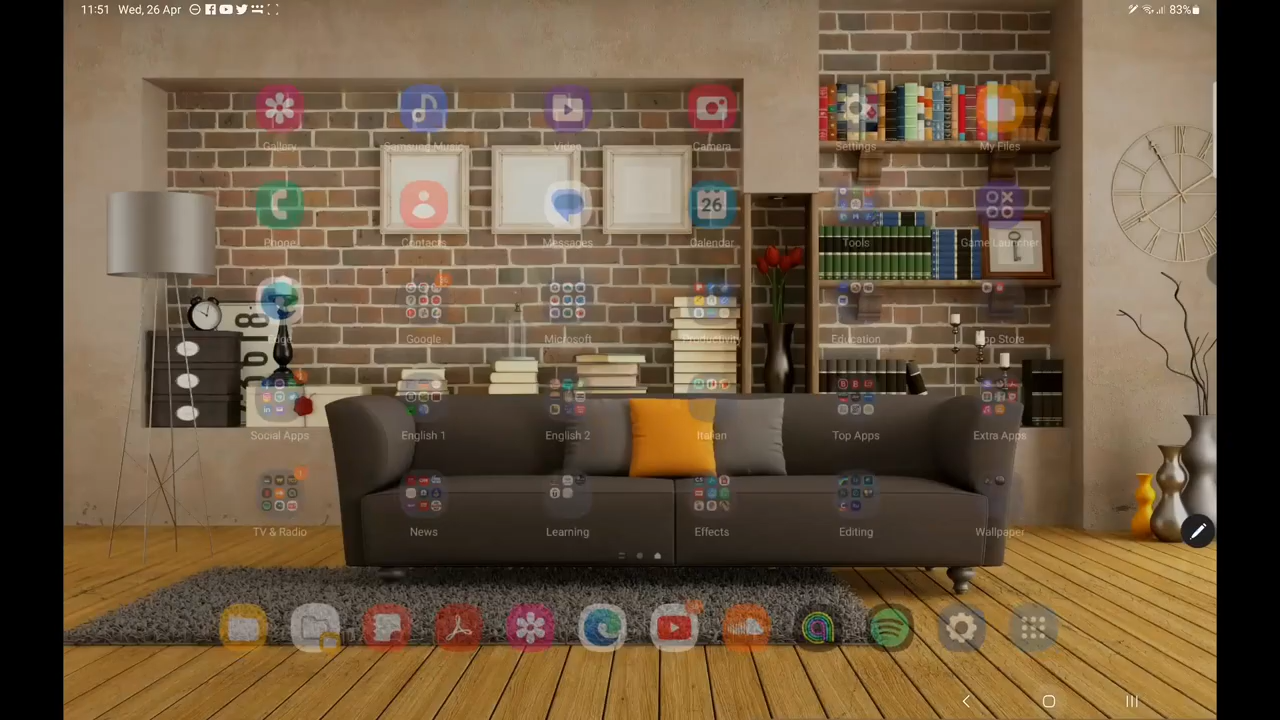 11:51 Wed, 26 Apr 83%
Gallery Samsung Music Video Camera Settings My Files
26
Phone Contacts Messages Calendar Tools Game Launcher
Edge Google Microsoft Productivity Education App Store
Social Apps English 1 English 2 Italian Top Apps Extra Apps
TV & Radio News Learning Effects Editing Wallpaper